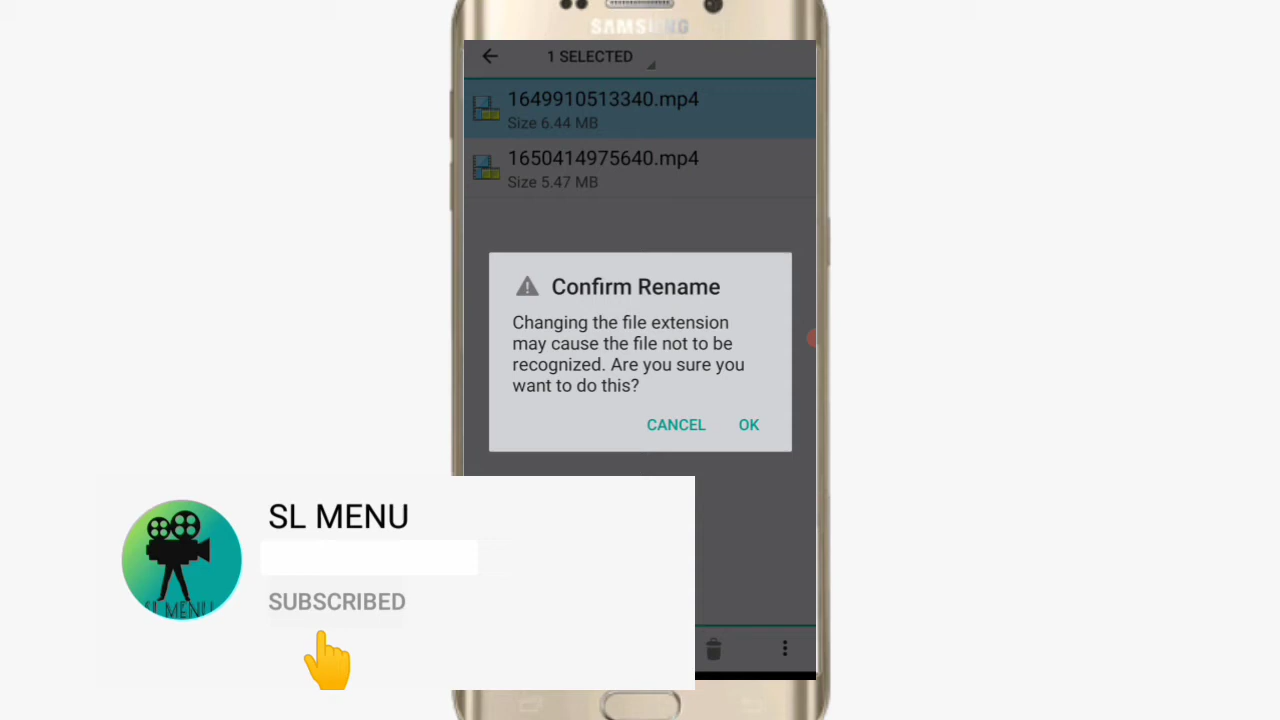 SAMSUNG
1 SELECTED
1649910513340.mp4
Size 6.44 MB
1650414975640.mp4
Size 5.47 MB
Confirm Rename
Changing the file extension
may cause the file not to be
recognized. Are you sure you
want to do this?
CANCEL OK
SL MENU
SL MENU
SUBSCRIBED